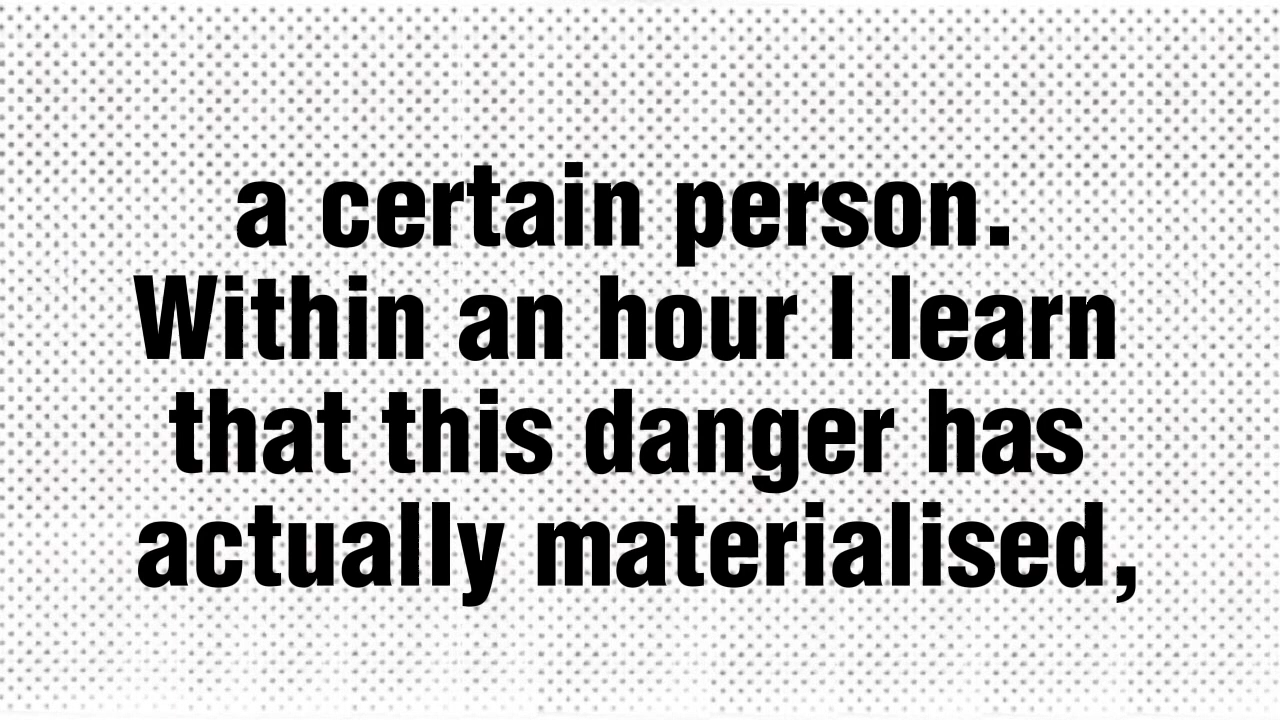 a certain person.
Within an hour I learn
that this danger has
actually materialised,